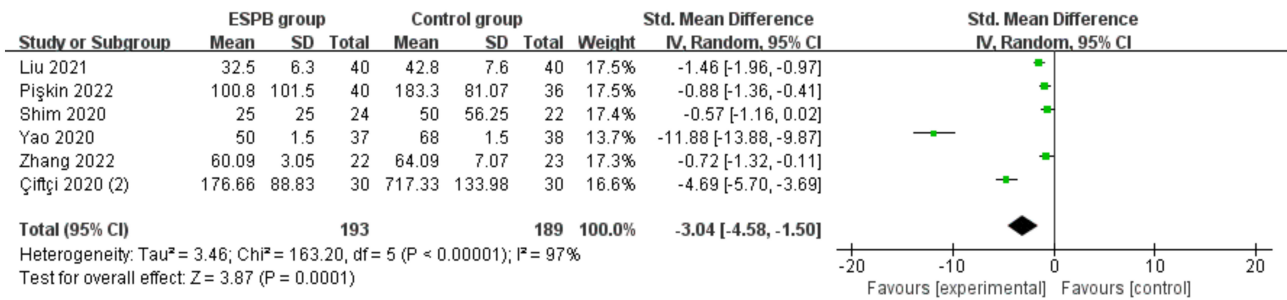 ESPB group Control group Std. Mean Difference Std. Mean Difference
Study or Subgroup Mean SD Total Mean SD Total Weight IV, Random, 95% CI IV, Random, 95% CI
Liu 2021 32.5 6.3 40 42.8 7.6 40 17.5% -1.46 [-1.96, -0.97]
Pişkin 2022 100.8 101.5 40 183.3 81.07 36 17.5% -0.88 [-1.36, -0.41]
Shim 2020 25 25 24 50 56.25 22 17.4% -0.57 [-1.16, 0.02]
Yao 2020 50 1.5 37 68 1.5 38 13.7% -11.88 [-13.88, -9.87]
Zhang 2022 60.09 3.05 22 64.09 7.07 23 17.3% -0.72 [-1.32, -0.11]
Çiftçi 2020 (2) 176.66 88.83 30 717.33 133.98 30 16.6% -4.69 [-5.70, -3.69]
Total (95% CI) 193 189 100.0% -3.04 [-4.58, -1.50]
Heterogeneity: Tau² = 3.46; Chi² = 163.20, df = 5 (P < 0.00001); I² = 97%
Test for overall effect: Z = 3.87 (P = 0.0001)
-20 -10 0 10 20
Favours [experimental] Favours [control]